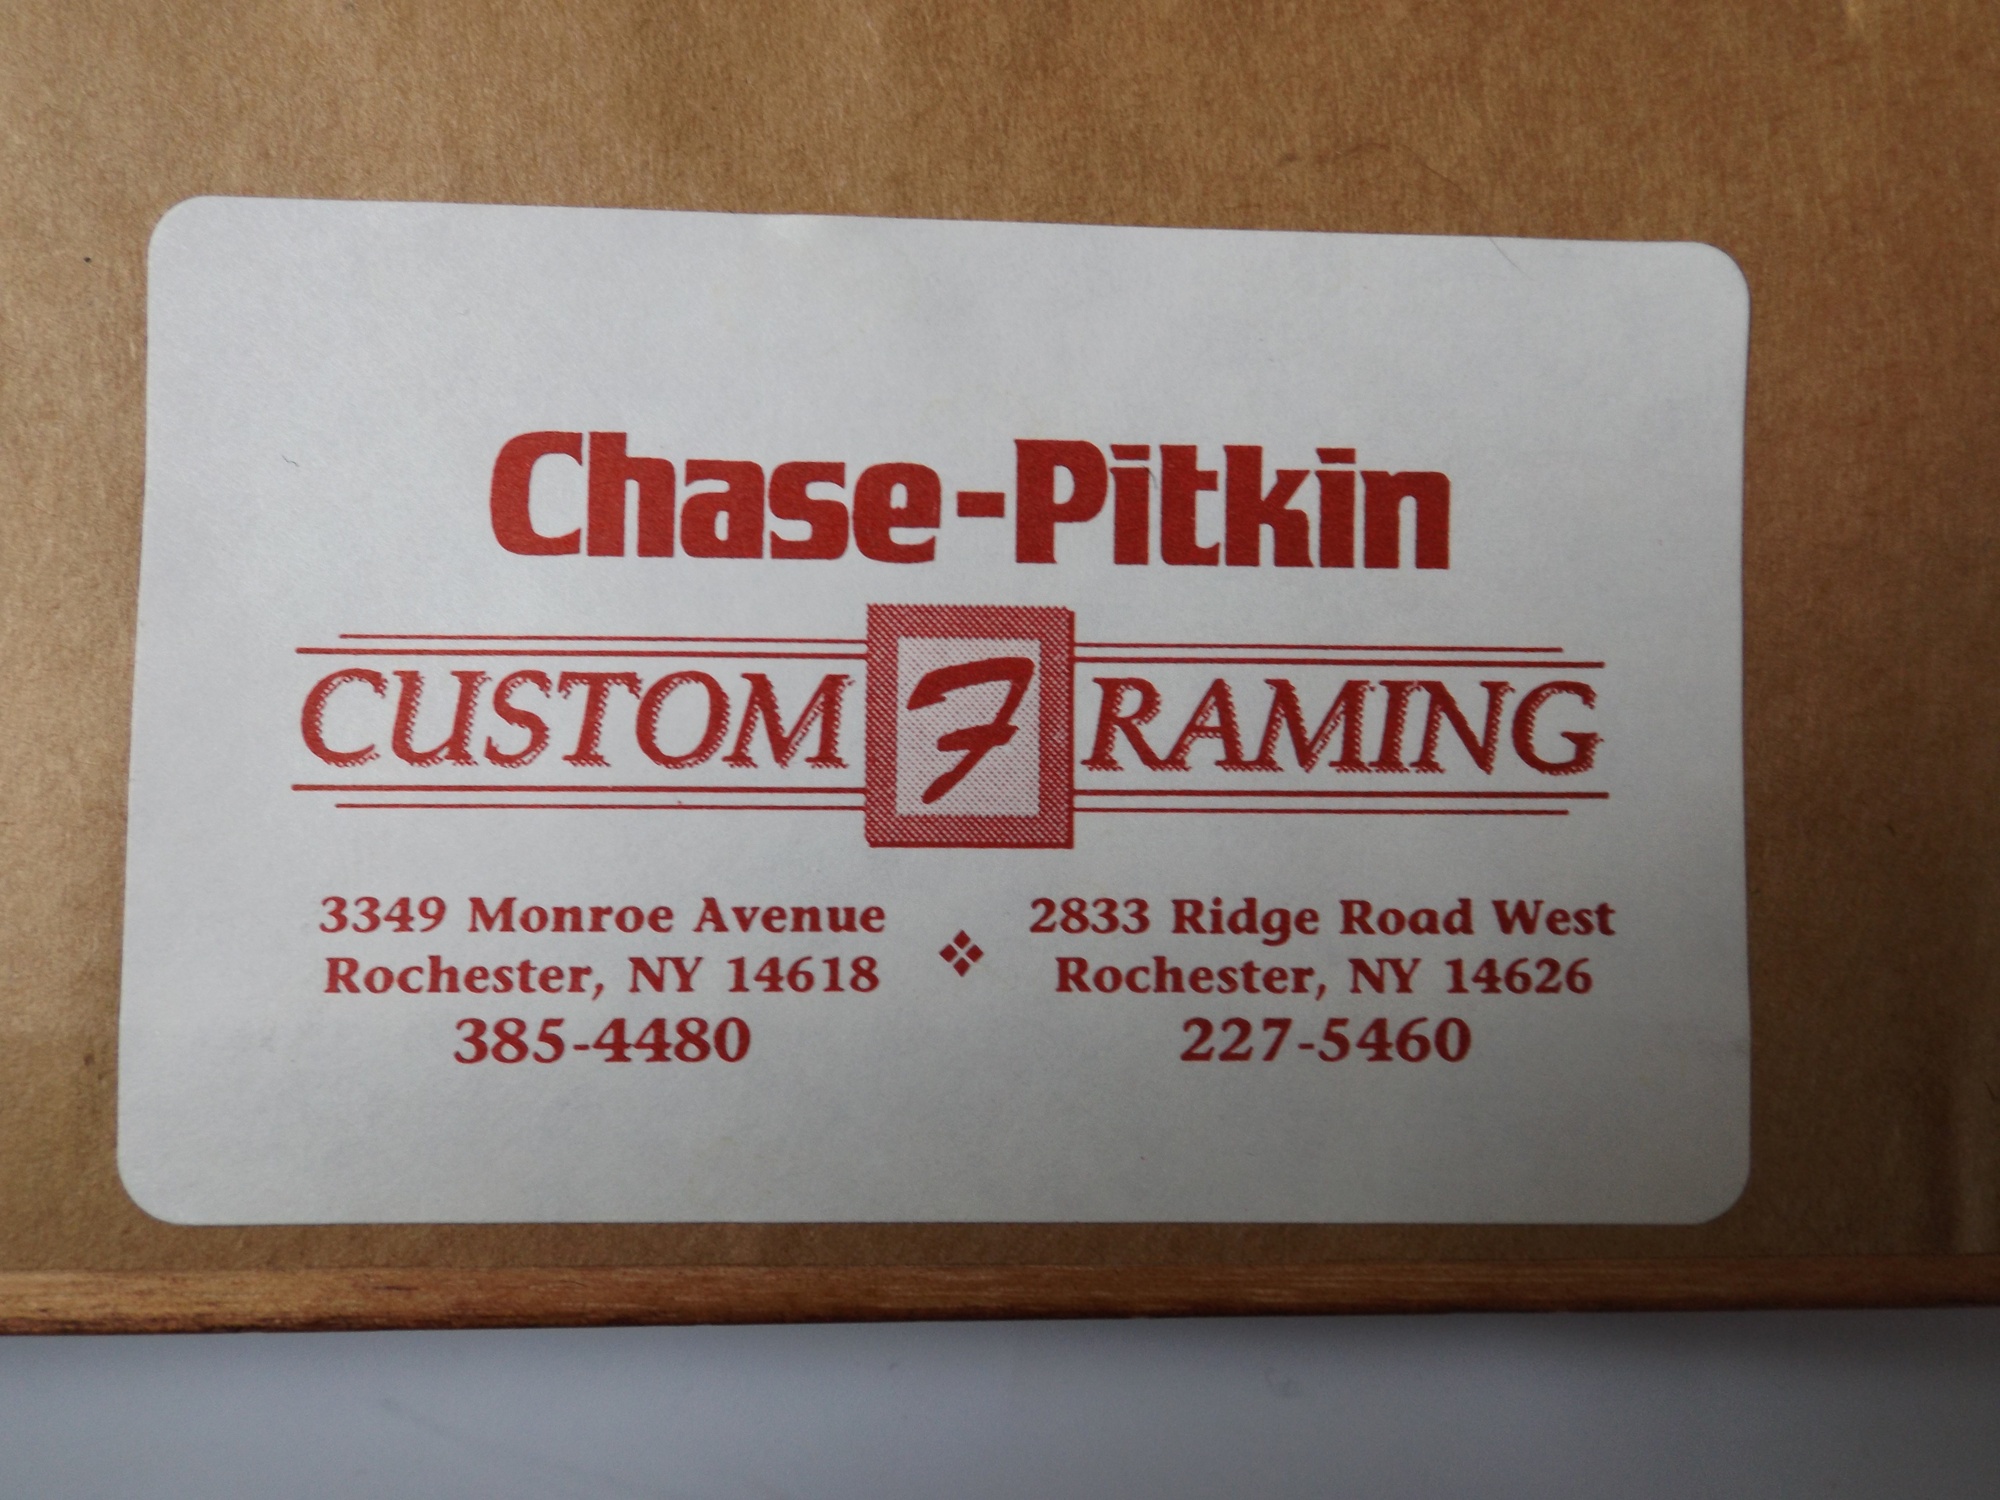 Chase-Pitkin
CUSTOM FRAMING
3349 Monroe Avenue
Rochester, NY 14618
385-4480
2833 Ridge Road West
Rochester, NY 14626
227-5460